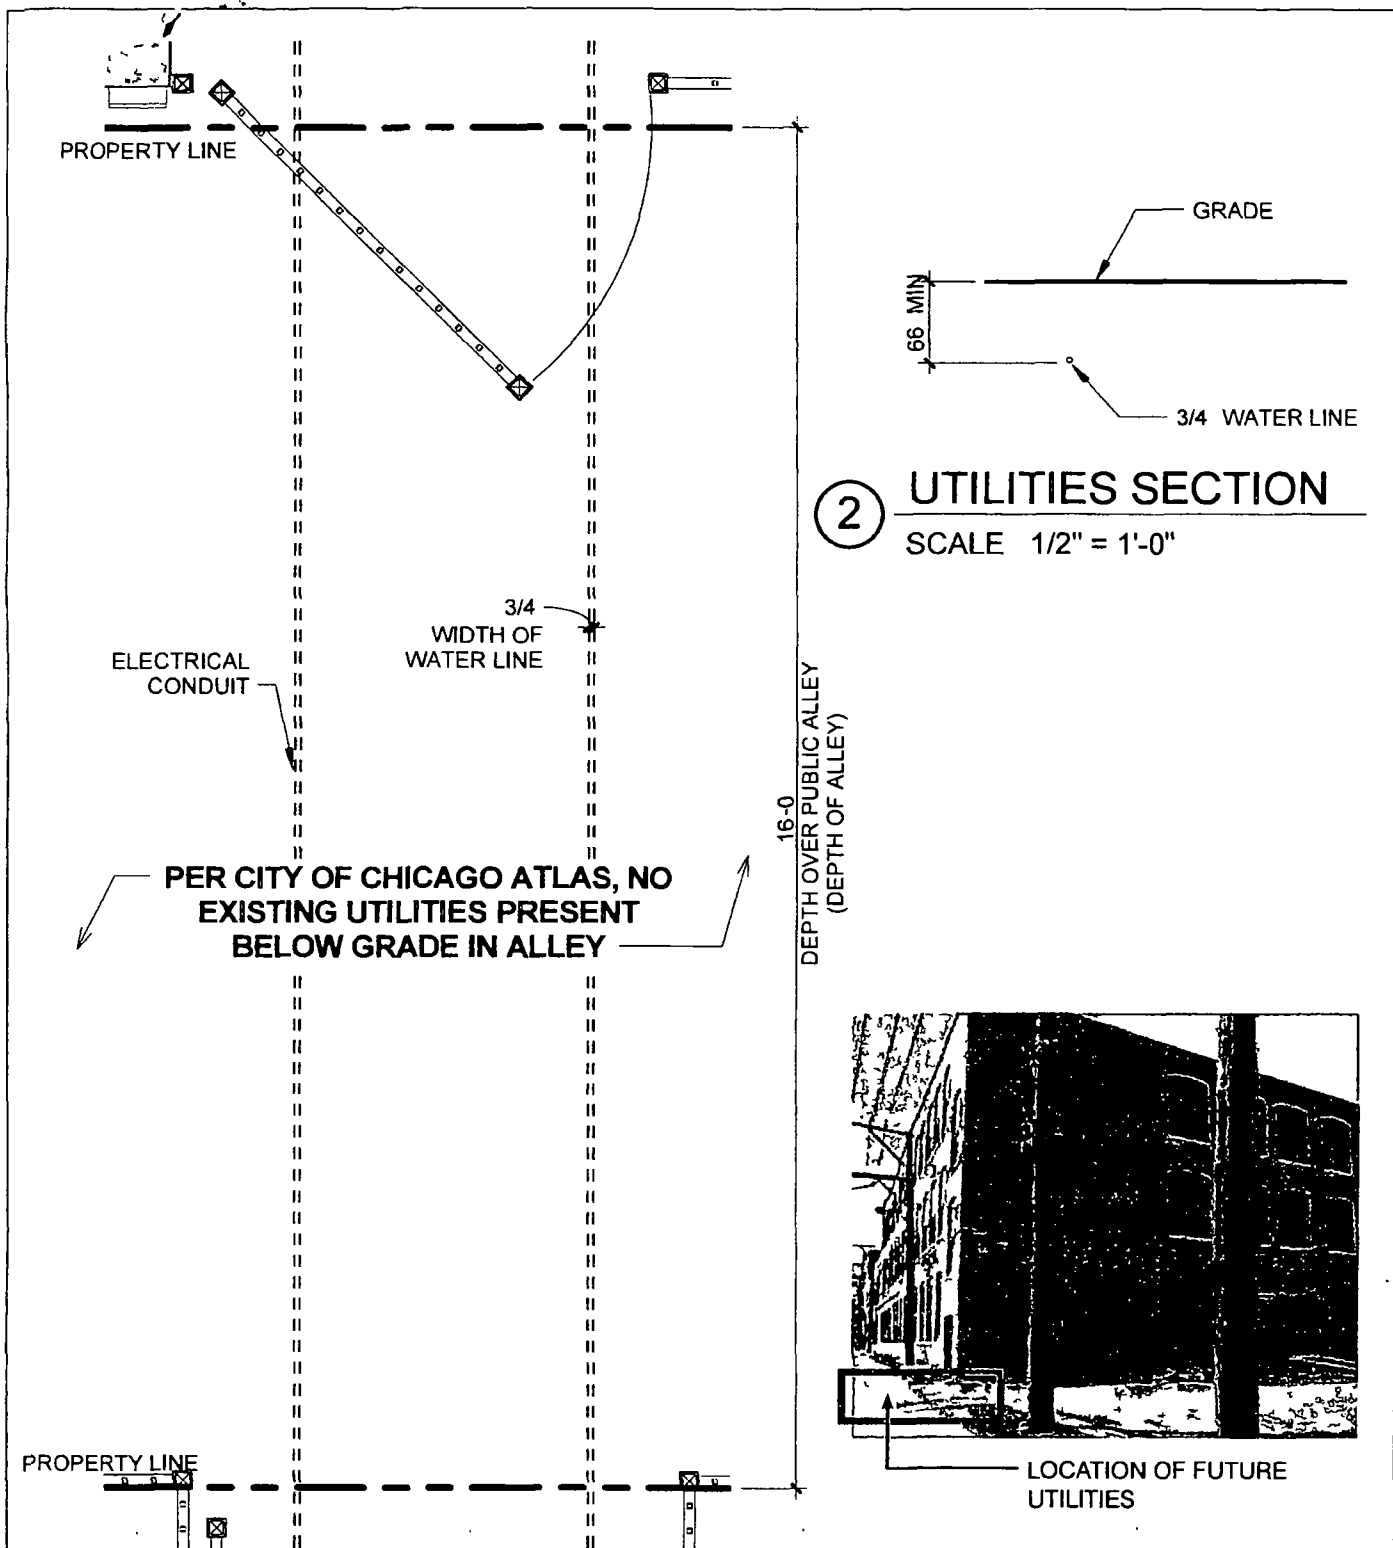 PROPERTY LINE
GRADE
66 MIN
3/4 WATER LINE
2
UTILITIES SECTION
SCALE 1/2" = 1'-0"
3/4
WIDTH OF
WATER LINE
ELECTRICAL
CONDUIT
16-0
DEPTH OVER PUBLIC ALLEY
(DEPTH OF ALLEY)
PER CITY OF CHICAGO ATLAS, NO
EXISTING UTILITIES PRESENT
BELOW GRADE IN ALLEY
PROPERTY LINE
LOCATION OF FUTURE
UTILITIES